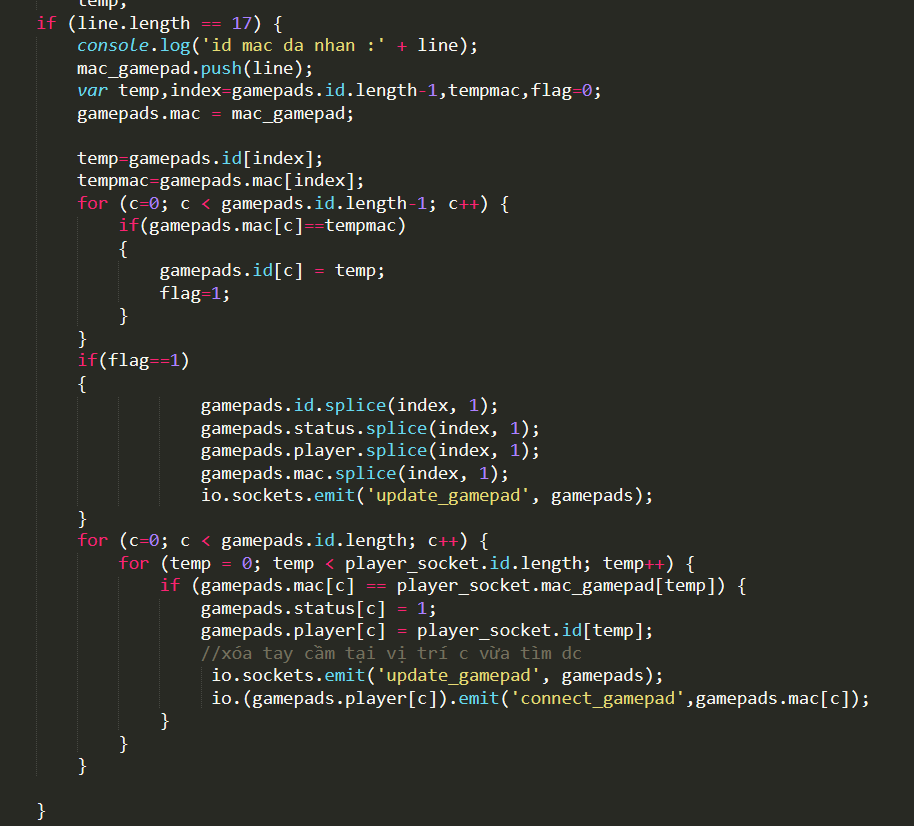 temp,
if (line.length == 17) {
console.log('id mac da nhan :' + line);
mac_gamepad.push(line);
var temp,index=gamepads.id.length-1,tempmac,flag=0;
gamepads.mac = mac_gamepad;
temp=gamepads.id[index];
tempmac=gamepads.mac[index];
for (c=0; c < gamepads.id.length-1; c++) {
if(gamepads.mac[c]==tempmac)
{
gamepads.id[c] = temp;
flag=1;
}
}
if(flag==1)
{
gamepads.id.splice(index, 1);
gamepads.status.splice(index, 1);
gamepads.player.splice(index, 1);
gamepads.mac.splice(index, 1);
io.sockets.emit('update_gamepad', gamepads);
}
for (c=0; c < gamepads.id.length; c++) {
for (temp = 0; temp < player_socket.id.length; temp++) {
if (gamepads.mac[c] == player_socket.mac_gamepad[temp]) {
gamepads.status[c] = 1;
gamepads.player[c] = player_socket.id[temp];
//xóa tay cầm tại vị trí c vừa tìm dc
io.sockets.emit('update_gamepad', gamepads);
io.(gamepads.player[c]).emit('connect_gamepad',gamepads.mac[c]);
}
}
}
}